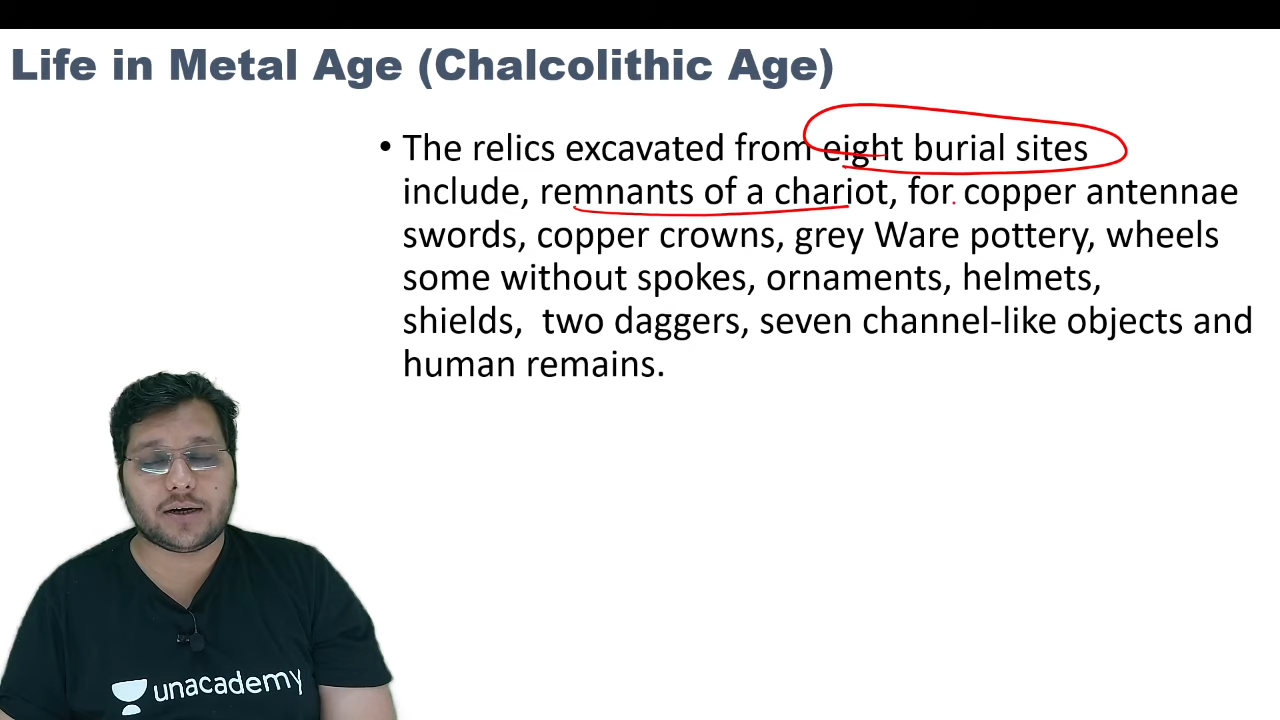 Life in Metal Age (Chalcolithic Age)
• The relics excavated from eight burial sites
include, remnants of a chariot, for copper antennae
swords, copper crowns, grey Ware pottery, wheels
some without spokes, ornaments, helmets,
shields,  two daggers, seven channel-like objects and
human remains.
unacademy